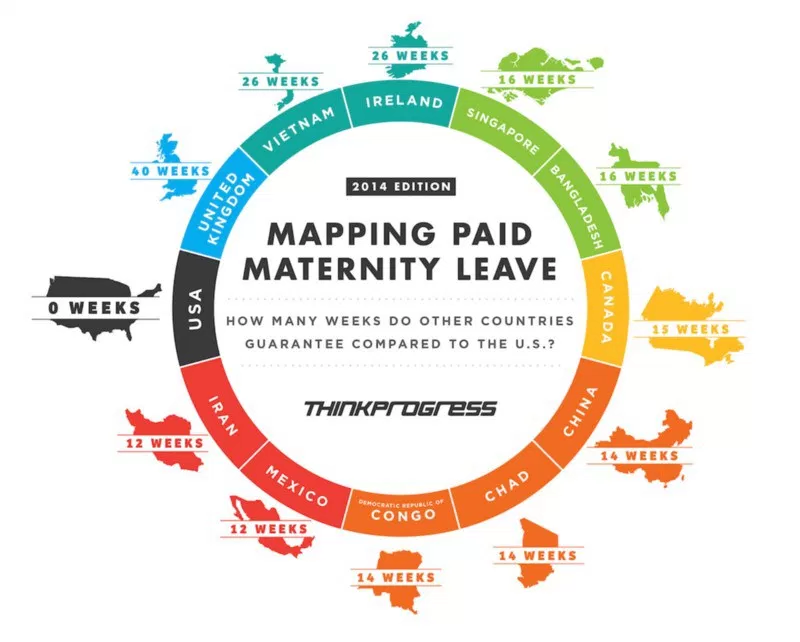 2014 EDITION
MAPPING PAID
MATERNITY LEAVE
HOW MANY WEEKS DO OTHER COUNTRIES
GUARANTEE COMPARED TO THE U.S.?
THINKPROGRESS
USA
0 WEEKS
UNITED
KINGDOM
40 WEEKS
VIETNAM
26 WEEKS
IRELAND
26 WEEKS
SINGAPORE
16 WEEKS
BANGLADESH
16 WEEKS
CANADA
15 WEEKS
CHINA
14 WEEKS
CHAD
14 WEEKS
DEMOCRATIC REPUBLIC OF
CONGO
14 WEEKS
MEXICO
12 WEEKS
IRAN
12 WEEKS